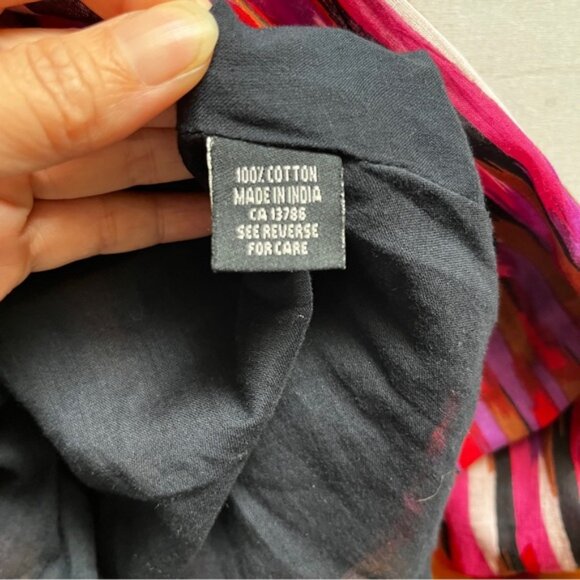 100% COTTON
MADE IN INDIA
CA 13786
SEE REVERSE
FOR CARE